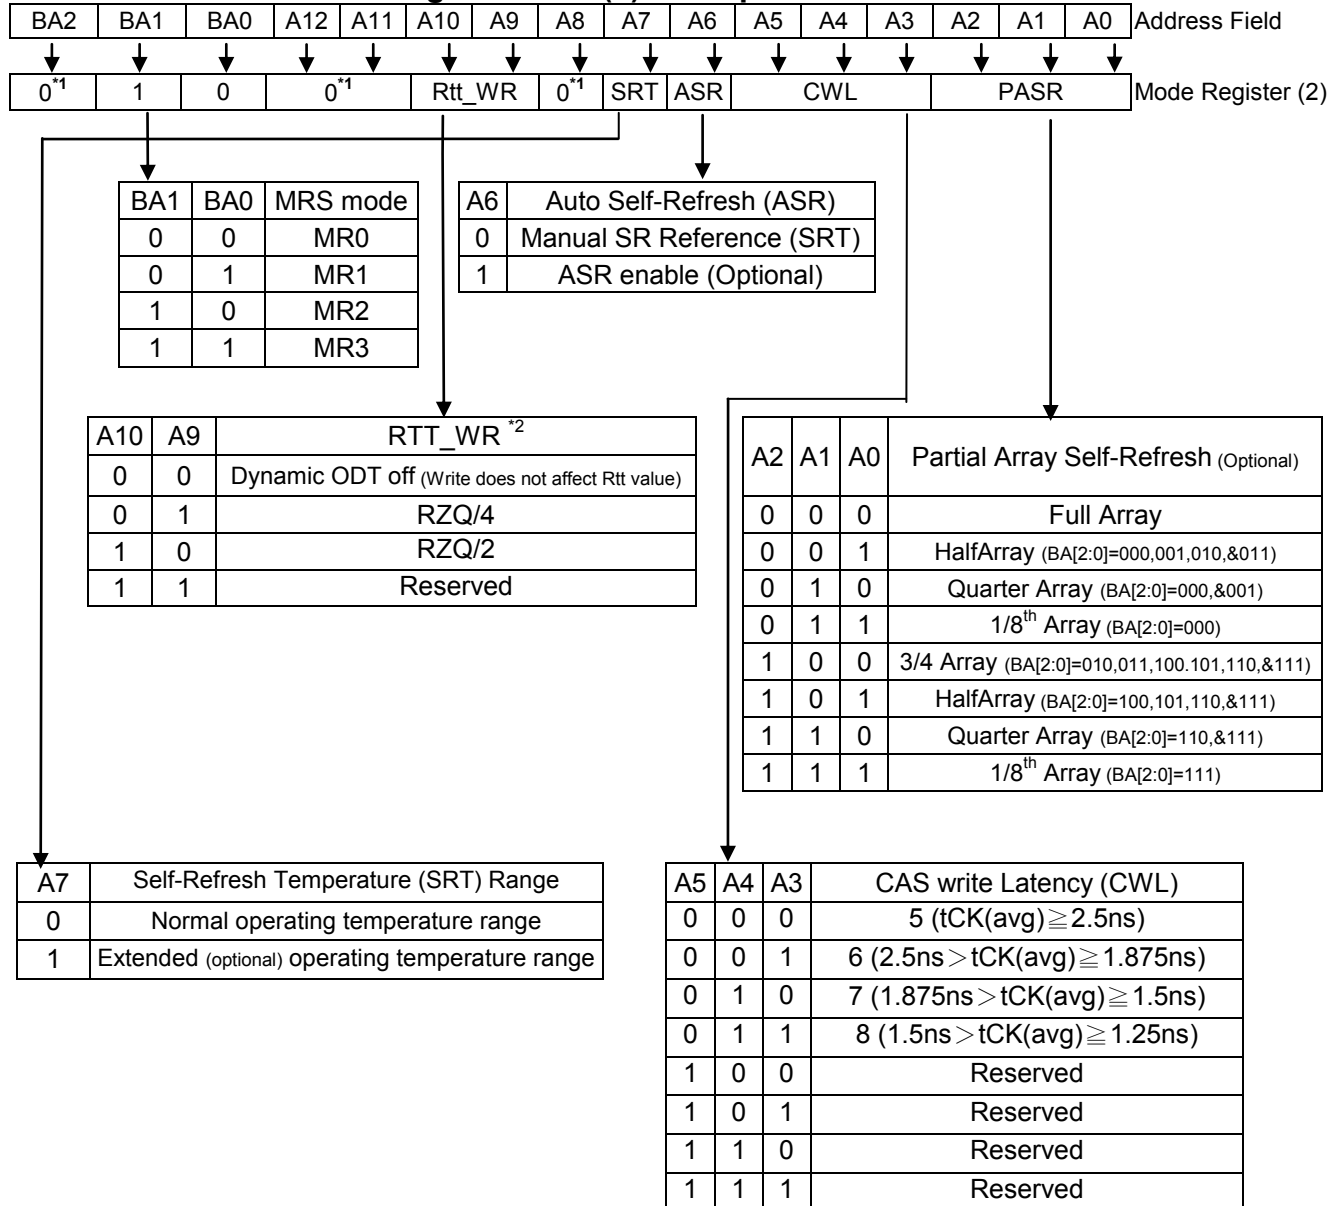 BA2 BA1 BA0 A12 A11 A10 A9 A8 A7 A6 A5 A4 A3 A2 A1 A0 Address Field
0*1 1 0 0*1 Rtt_WR 0*1 SRT ASR CWL PASR Mode Register (2)
BA1 BA0 MRS mode
0 0 MR0
0 1 MR1
1 0 MR2
1 1 MR3
A6 Auto Self-Refresh (ASR)
0 Manual SR Reference (SRT)
1 ASR enable (Optional)
A10 A9 RTT_WR *2
0 0 Dynamic ODT off (Write does not affect Rtt value)
0 1 RZQ/4
1 0 RZQ/2
1 1 Reserved
A2 A1 A0 Partial Array Self-Refresh (Optional)
0 0 0 Full Array
0 0 1 HalfArray (BA[2:0]=000,001,010,&011)
0 1 0 Quarter Array (BA[2:0]=000,&001)
0 1 1 1/8th Array (BA[2:0]=000)
1 0 0 3/4 Array (BA[2:0]=010,011,100.101,110,&111)
1 0 1 HalfArray (BA[2:0]=100,101,110,&111)
1 1 0 Quarter Array (BA[2:0]=110,&111)
1 1 1 1/8th Array (BA[2:0]=111)
A7 Self-Refresh Temperature (SRT) Range
0 Normal operating temperature range
1 Extended (optional) operating temperature range
A5 A4 A3 CAS write Latency (CWL)
0 0 0 5 (tCK(avg)≧2.5ns)
0 0 1 6 (2.5ns>tCK(avg)≧1.875ns)
0 1 0 7 (1.875ns>tCK(avg)≧1.5ns)
0 1 1 8 (1.5ns>tCK(avg)≧1.25ns)
1 0 0 Reserved
1 0 1 Reserved
1 1 0 Reserved
1 1 1 Reserved